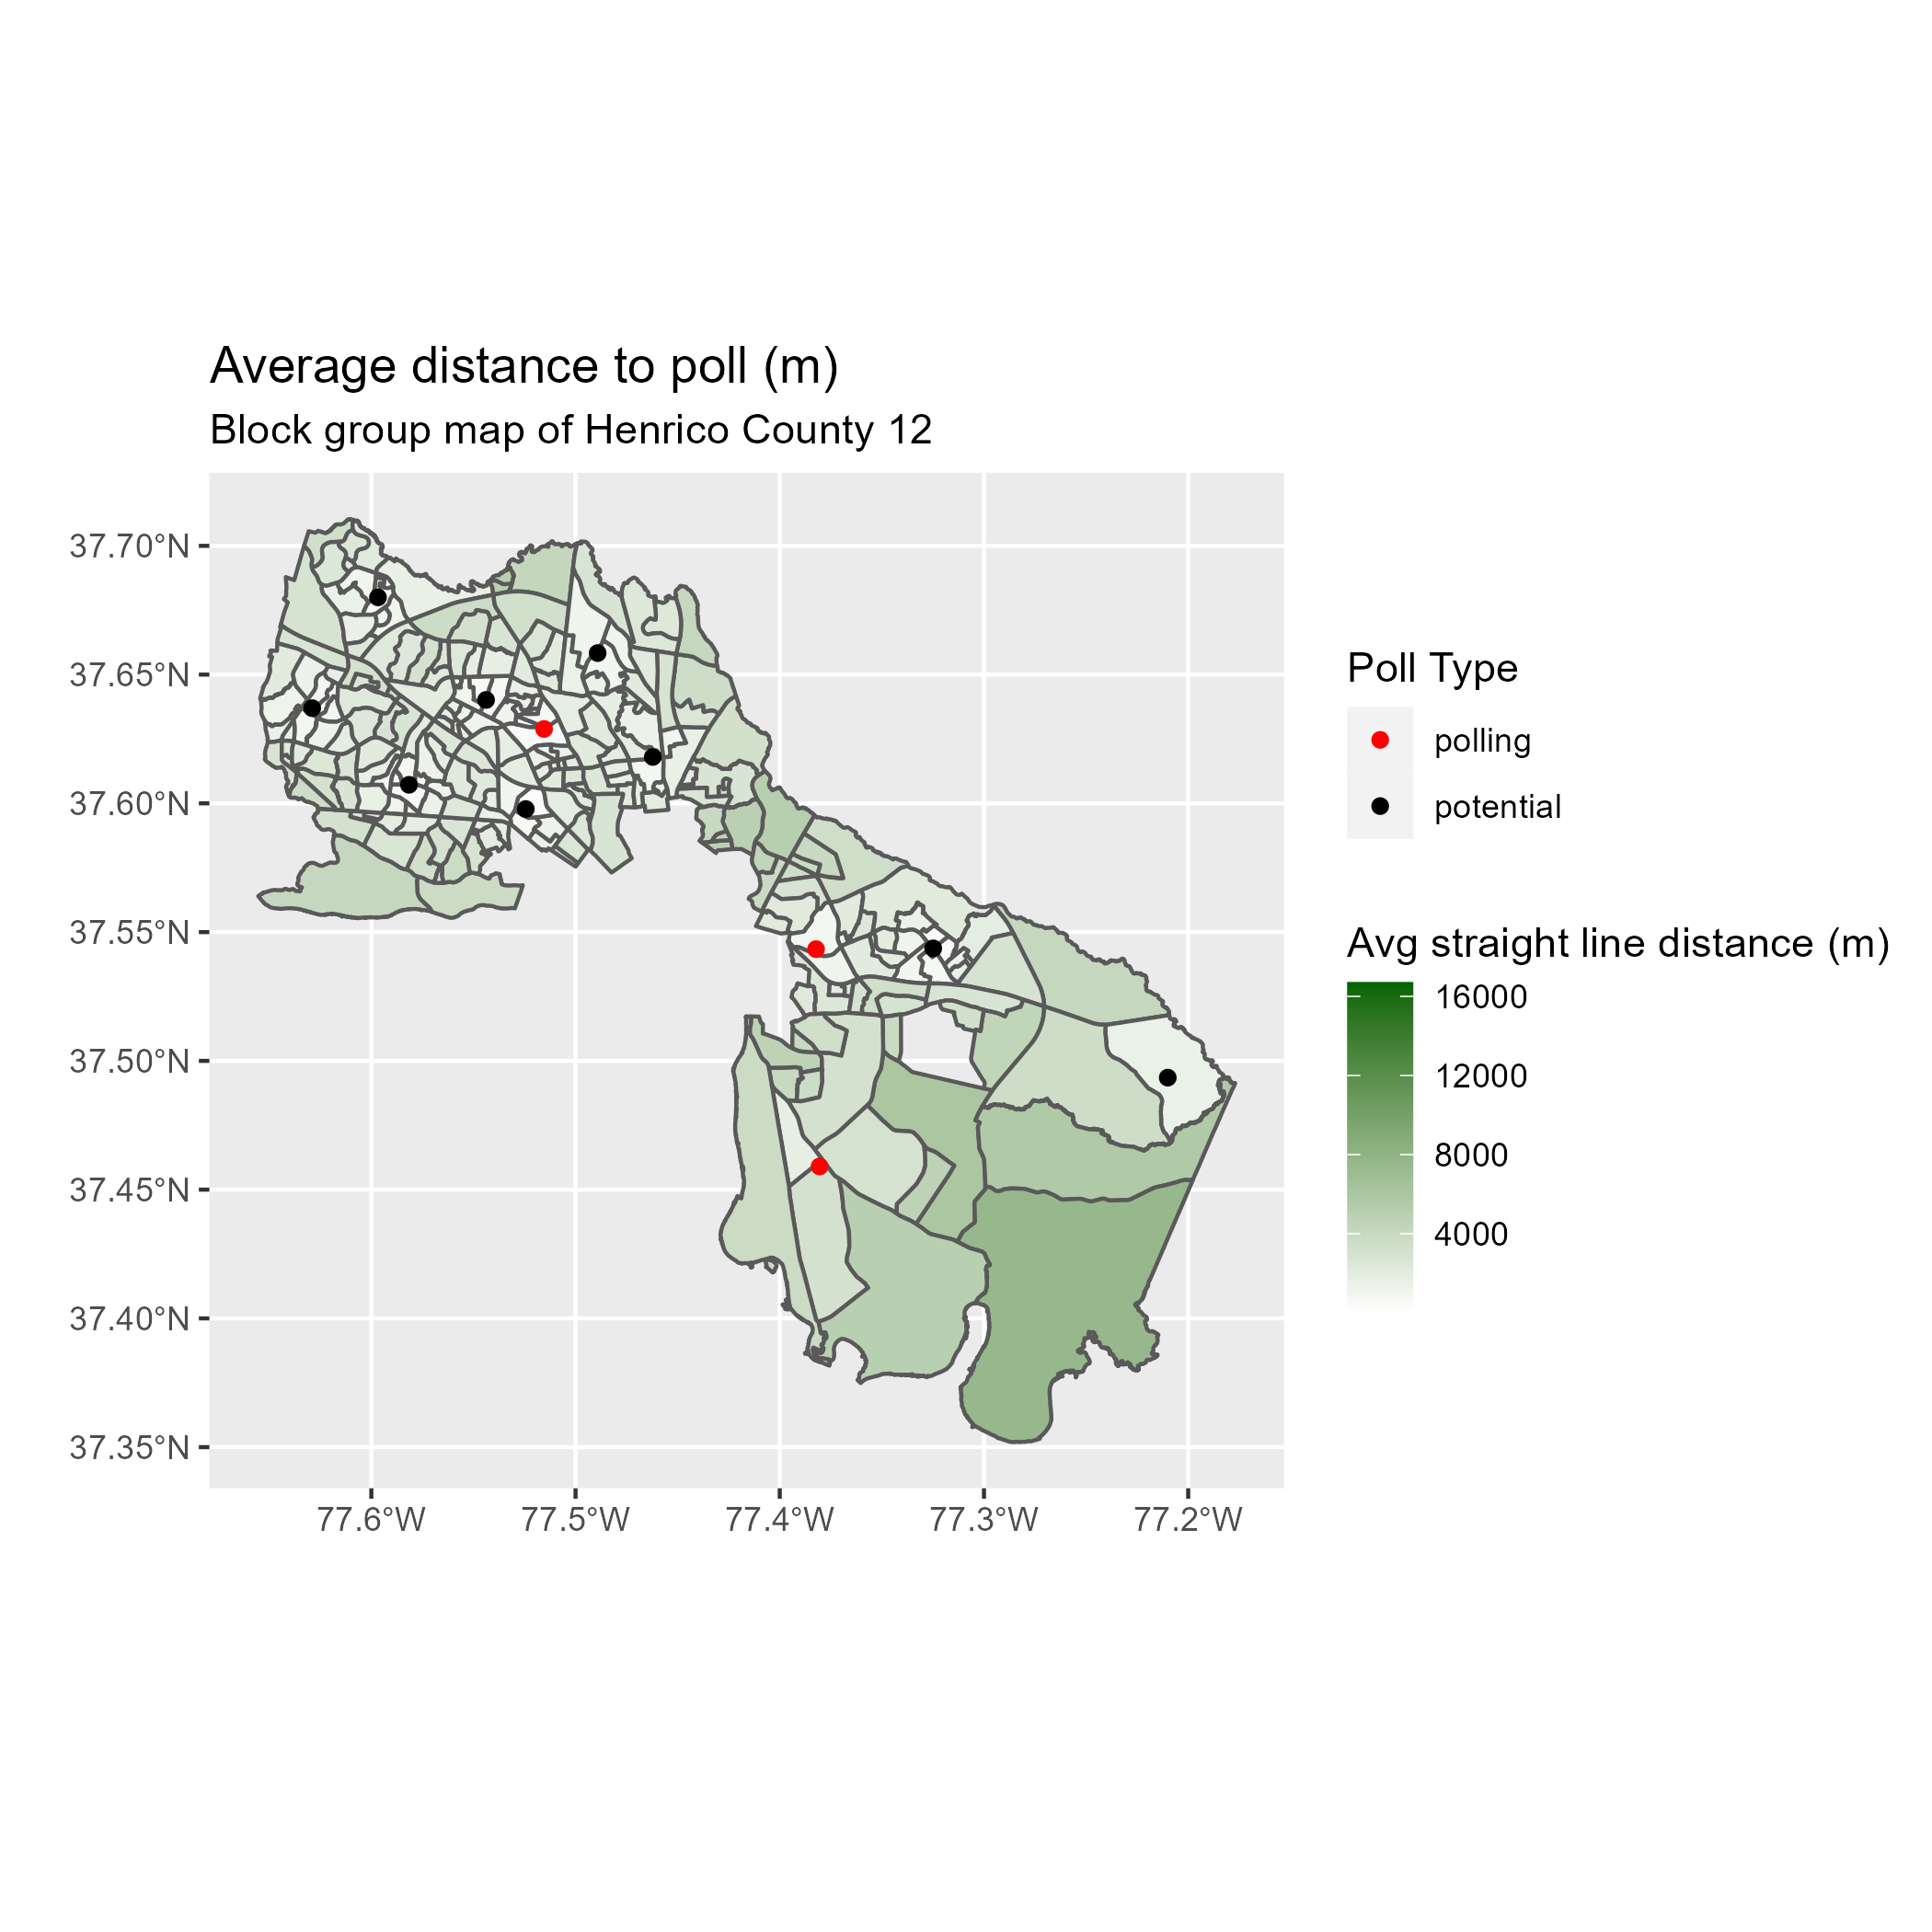 Average distance to poll (m)
Block group map of Henrico County 12
37.70°N
37.65°N
37.60°N
37.55°N
37.50°N
37.45°N
37.40°N
37.35°N
77.6°W
77.5°W
77.4°W
77.3°W
77.2°W
Poll Type
polling
potential
Avg straight line distance (m)
16000
12000
8000
4000